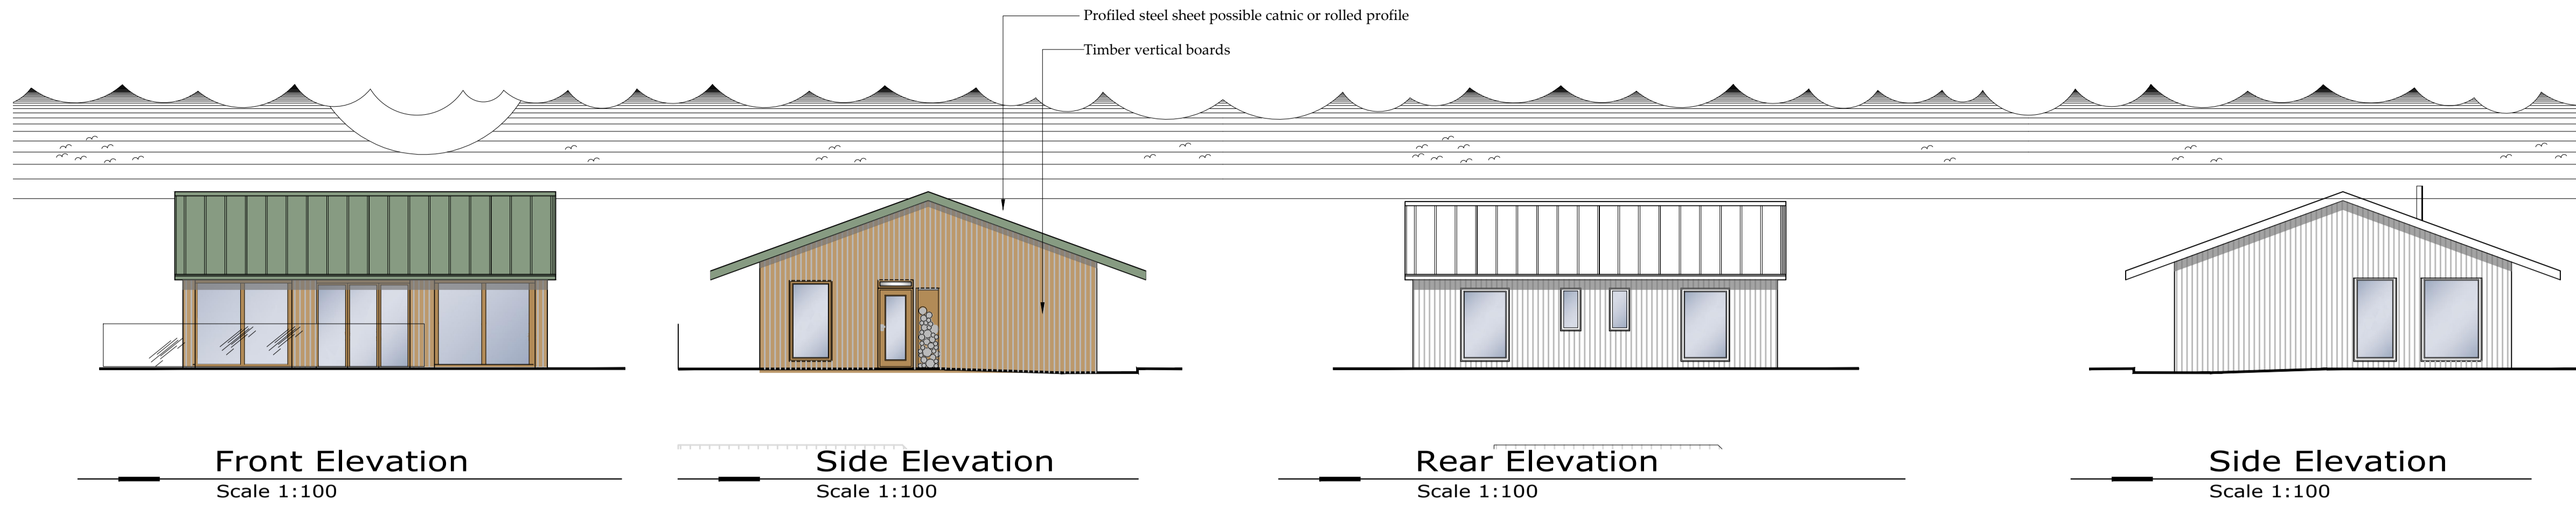 Profiled steel sheet possible catnic or rolled profile
Timber vertical boards
Front Elevation
Scale 1:100
Side Elevation
Scale 1:100
Rear Elevation
Scale 1:100
Side Elevation
Scale 1:100